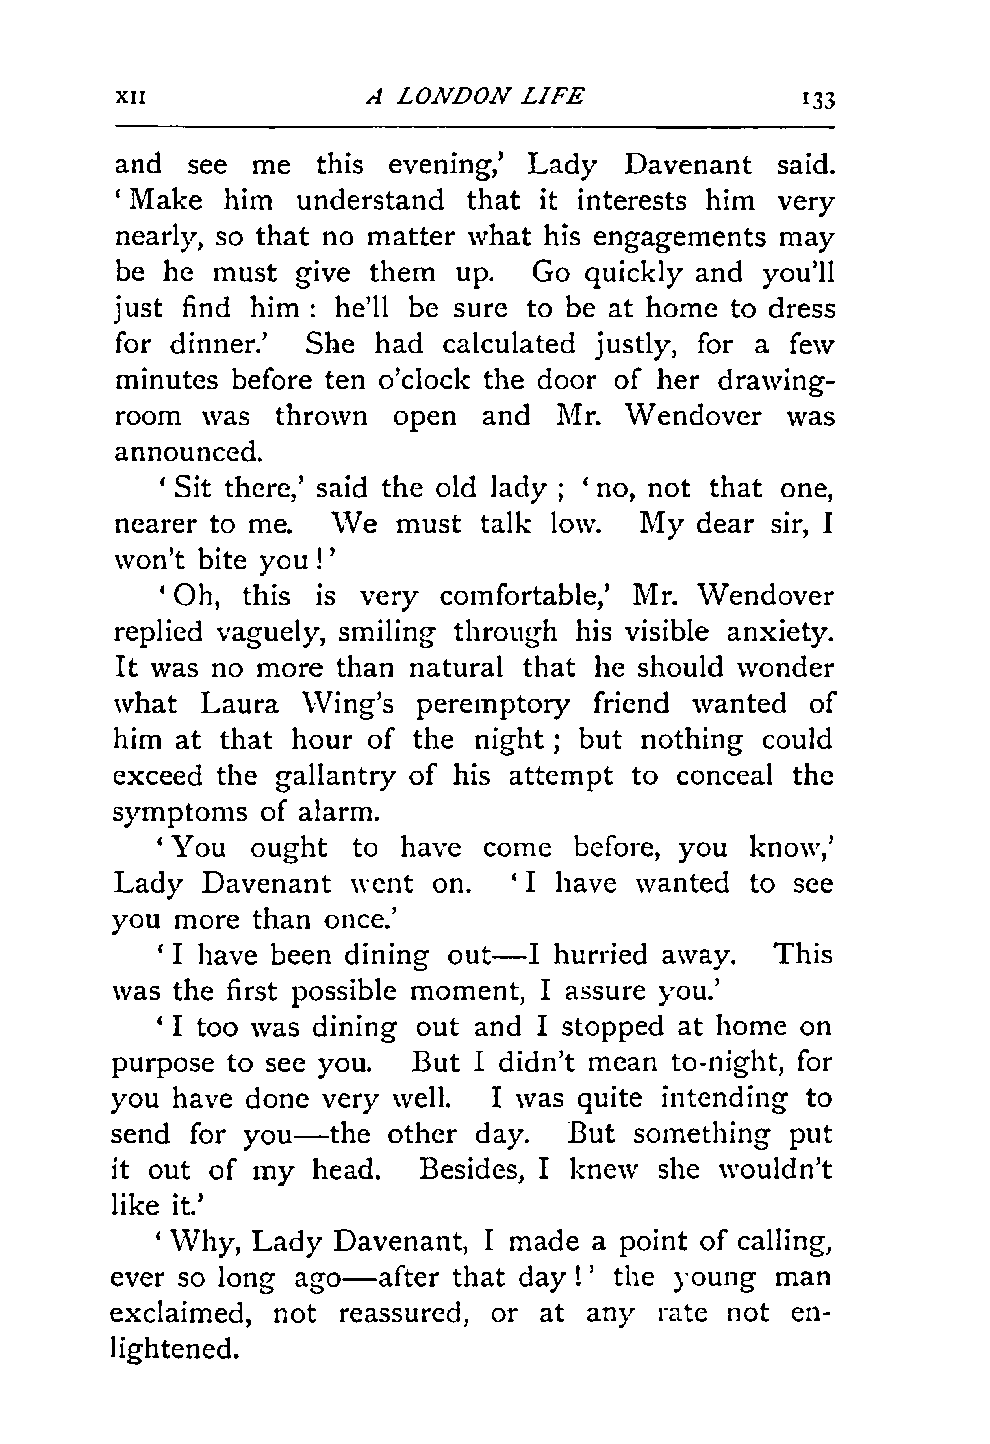 XII A LONDON LIFE 133
and see me this evening,' Lady Davenant said.
'Make him understand that it interests him very
nearly, so that no matter what his engagements may
be he must give them up. Go quickly and you'll
just find him : he'll be sure to be at home to dress
for dinner.' She had calculated justly, for a few
minutes before ten o'clock the door of her drawing-
room was thrown open and Mr. Wendover was
announced.
'Sit there,' said the old lady ; 'no, not that one,
nearer to me. We must talk low. My dear sir, I
won't bite you !'
'Oh, this is very comfortable,' Mr. Wendover
replied vaguely, smiling through his visible anxiety.
It was no more than natural that he should wonder
what Laura Wing's peremptory friend wanted of
him at that hour of the night ; but nothing could
exceed the gallantry of his attempt to conceal the
symptoms of alarm.
'You ought to have come before, you know,'
Lady Davenant went on. 'I have wanted to see
you more than once.'
'I have been dining out—I hurried away. This
was the first possible moment, I assure you.'
'I too was dining out and I stopped at home on
purpose to see you. But I didn't mean to-night, for
you have done very well. I was quite intending to
send for you—the other day. But something put
it out of my head. Besides, I knew she wouldn't
like it.'
'Why, Lady Davenant, I made a point of calling,
ever so long ago—after that day !' the young man
exclaimed, not reassured, or at any rate not en-
lightened.